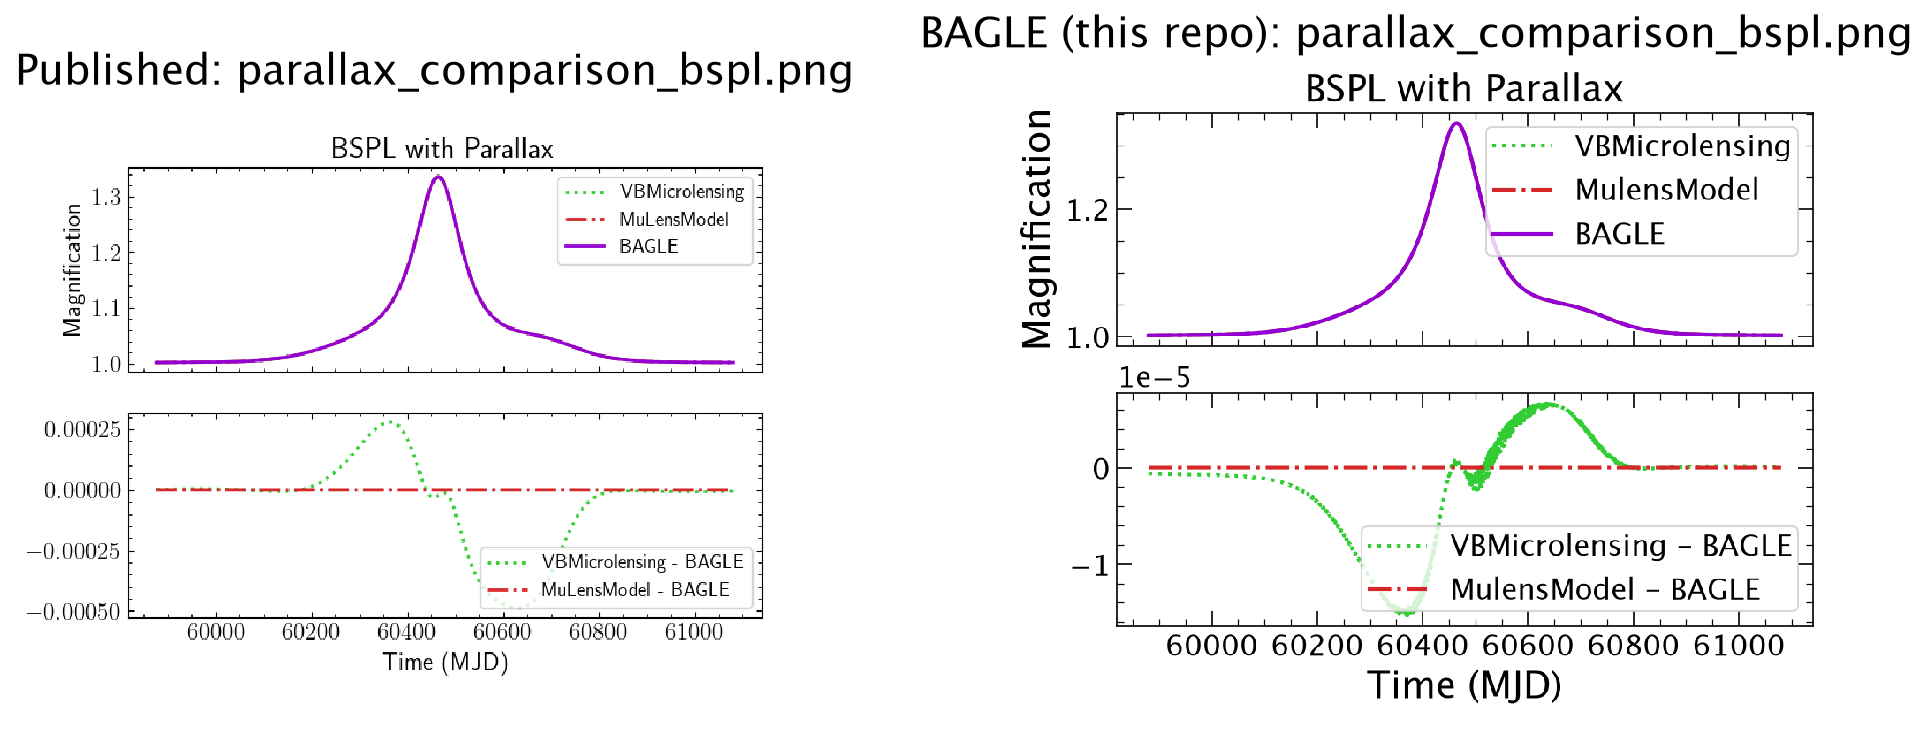 Published: parallax_comparison_bspl.png
BSPL with Parallax
Magnification
1.3
1.2
1.1
1.0
VBMicrolensing
MuLensModel
BAGLE
0.00025
0.00000
−0.00025
−0.00050
VBMicrolensing - BAGLE
MuLensModel - BAGLE
60000 60200 60400 60600 60800 61000
Time (MJD)
BAGLE (this repo): parallax_comparison_bspl.png
BSPL with Parallax
Magnification
1.2
1.0
VBMicrolensing
MulensModel
BAGLE
1e−5
0
−1
VBMicrolensing – BAGLE
MulensModel – BAGLE
60000 60200 60400 60600 60800 61000
Time (MJD)